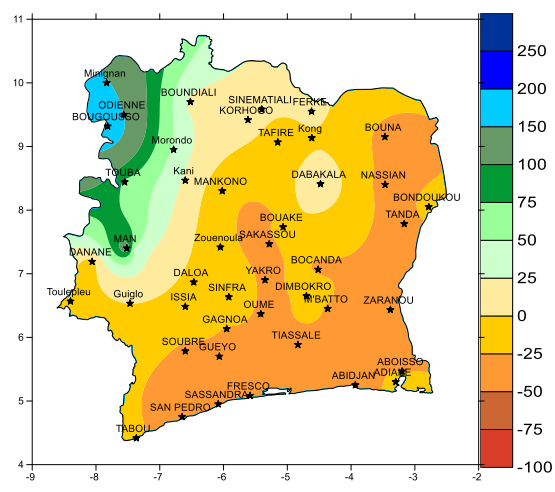 11
10
9
8
7
6
5
4
-9 -8 -7 -6 -5 -4 -3 -2
Minignan
ODIENNE
BOUGOUSSO
BOUNDIALI
SINEMATIALI
FERKE
KORHOGO
TAFIRE
Kong
BOUNA
Morondo
TOUBA
Kani
MANKONO
DABAKALA
NASSIAN
BONDOUKOU
TANDA
BOUAKE
SAKASSOU
Zouenoula
MAN
DANANE
BOCANDA
YAKRO
DALOA
DIMBOKRO
SINFRA
Toulepleu
Guiglo
ISSIA
M'BATTO
ZARANOU
OUME
GAGNOA
TIASSALE
SOUBRE
GUEYO
ABOISSO
ADIAKE
ABIDJAN
FRESCO
SASSANDRA
SAN PEDRO
TABOU
250
200
150
100
75
50
25
0
-25
-50
-75
-100